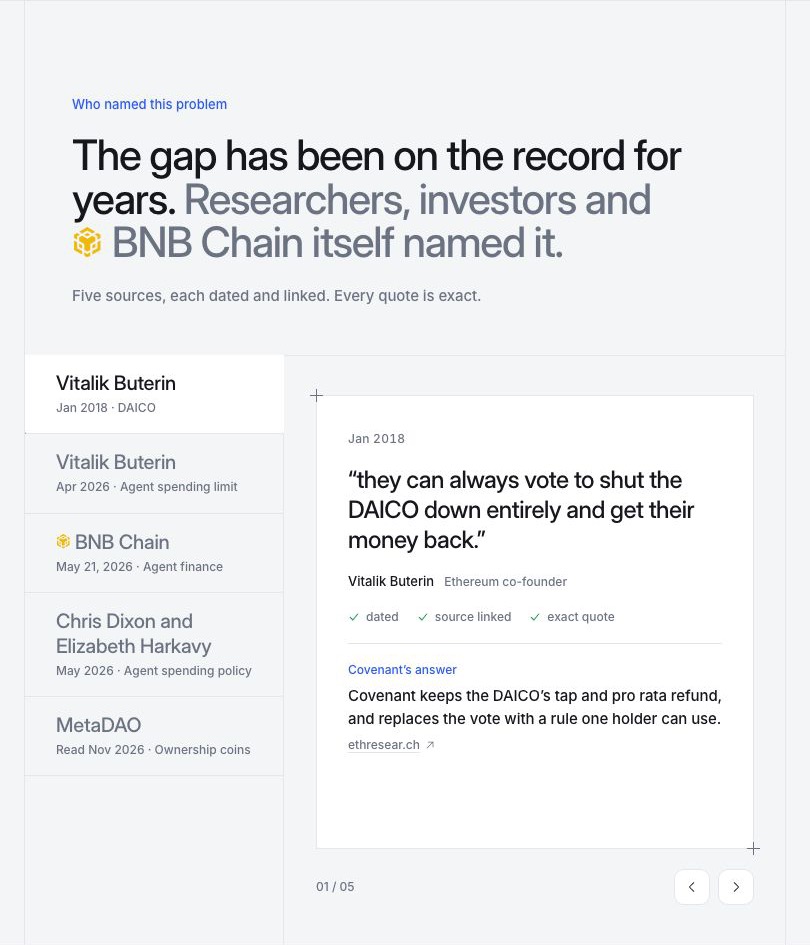 Who named this problem
The gap has been on the record for
years. Researchers, investors and
BNB Chain itself named it.
Five sources, each dated and linked. Every quote is exact.
Vitalik Buterin
Jan 2018 · DAICO
Vitalik Buterin
Apr 2026 · Agent spending limit
BNB Chain
May 21, 2026 · Agent finance
Chris Dixon and
Elizabeth Harkavy
May 2026 · Agent spending policy
MetaDAO
Read Nov 2026 · Ownership coins
Jan 2018
“they can always vote to shut the
DAICO down entirely and get their
money back.”
Vitalik Buterin Ethereum co-founder
dated source linked exact quote
Covenant’s answer
Covenant keeps the DAICO’s tap and pro rata refund,
and replaces the vote with a rule one holder can use.
ethresear.ch ↗
01 / 05